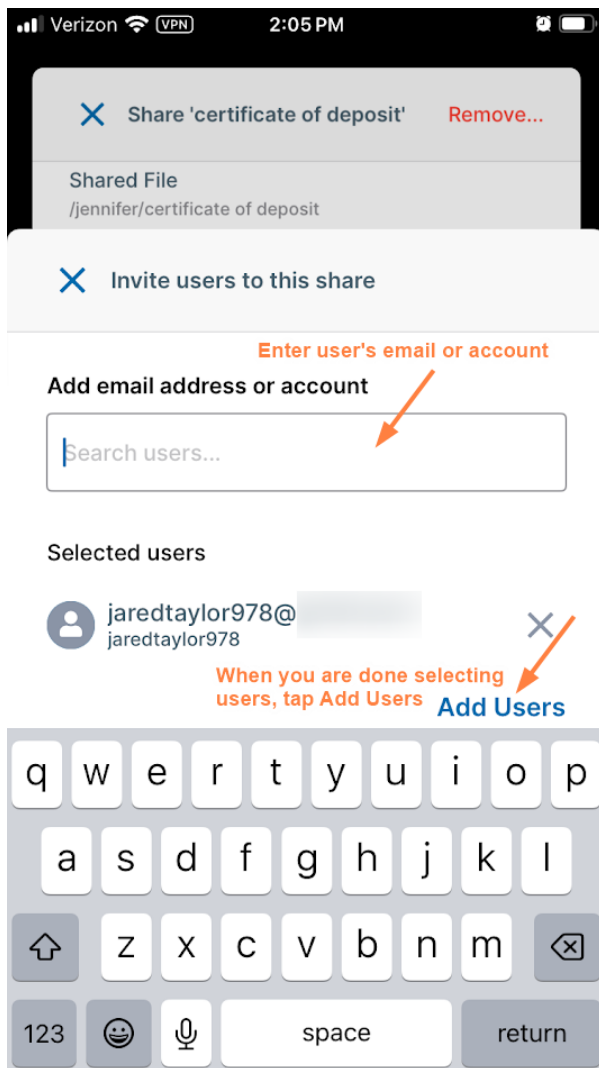 Verizon VPN 2:05 PM
Share 'certificate of deposit' Remove...
Shared File
/jennifer/certificate of deposit
Invite users to this share
Enter user's email or account
Add email address or account
Search users...
Selected users
jaredtaylor978@
jaredtaylor978
When you are done selecting
users, tap Add Users
Add Users
q w e r t y u i o p
a s d f g h j k l
z x c v b n m
123 space return